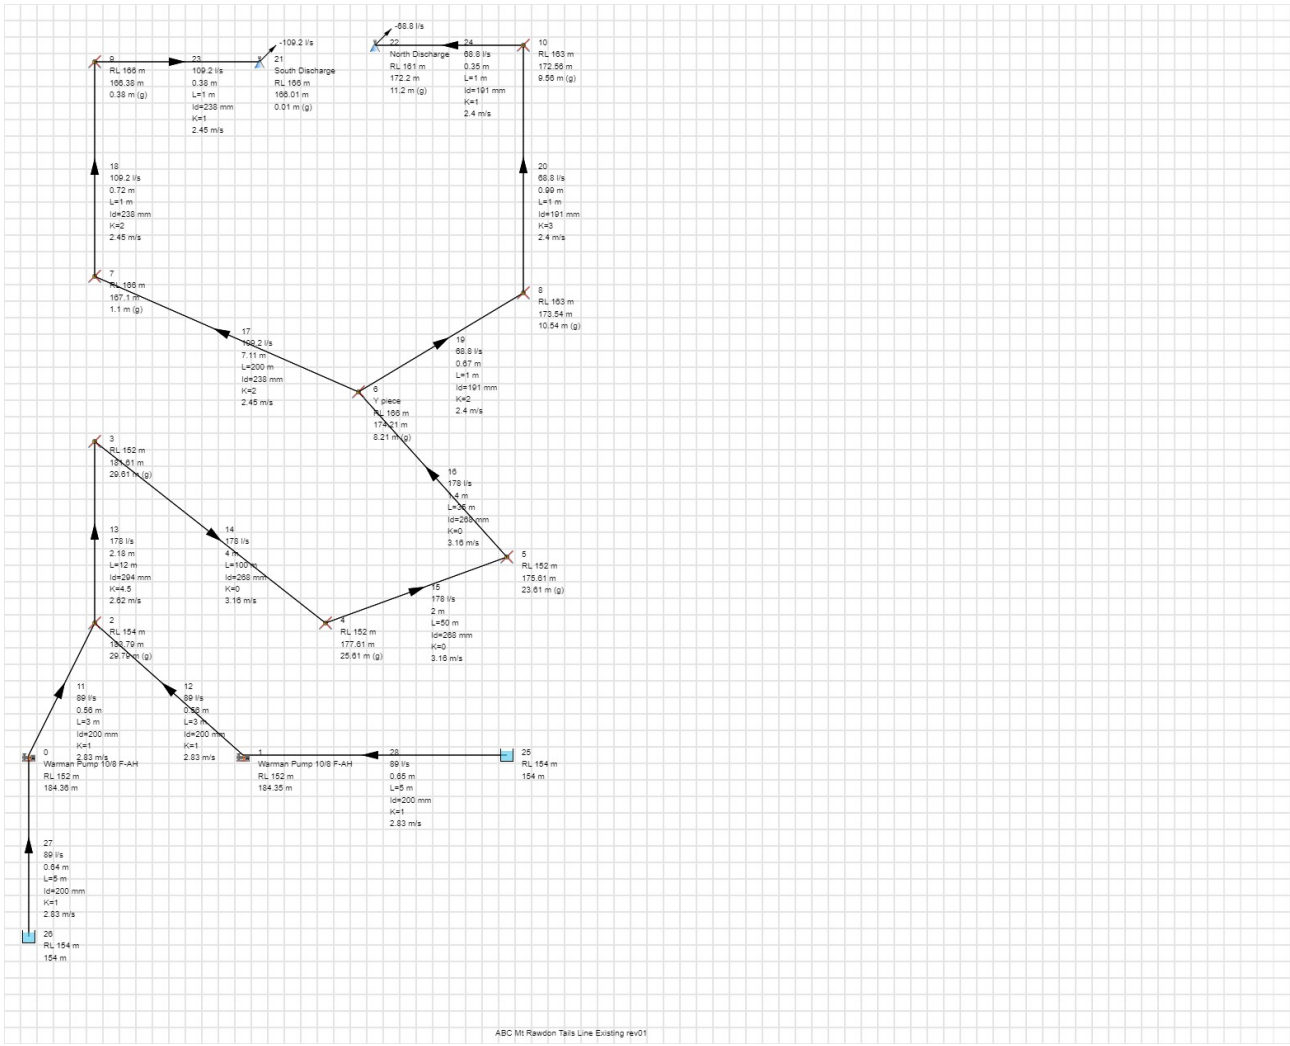 -68.8 l/s
22
North Discharge
RL 161 m
172.2 m
11.2 m (g)
24
68.8 l/s
0.35 m
L=1 m
Id=191 mm
K=1
2.4 m/s
10
RL 163 m
172.56 m
9.56 m (g)
-109.2 l/s
9
RL 166 m
166.38 m
0.38 m (g)
23
109.2 l/s
0.38 m
L=1 m
Id=238 mm
K=1
2.45 m/s
21
South Discharge
RL 166 m
166.01 m
0.01 m (g)
18
109.2 l/s
0.72 m
L=1 m
Id=238 mm
K=2
2.45 m/s
20
68.8 l/s
0.99 m
L=1 m
Id=191 mm
K=3
2.4 m/s
7
RL 166 m
167.1 m
1.1 m (g)
8
RL 163 m
173.54 m
10.54 m (g)
17
109.2 l/s
7.11 m
L=200 m
Id=238 mm
K=2
2.45 m/s
19
68.8 l/s
0.67 m
L=1 m
Id=191 mm
K=2
2.4 m/s
6
Y piece
RL 166 m
174.21 m
8.21 m (g)
3
RL 152 m
181.61 m
29.61 m (g)
16
178 l/s
1.4 m
L=35 m
Id=268 mm
K=0
3.16 m/s
13
178 l/s
2.18 m
L=12 m
Id=294 mm
K=4.5
2.62 m/s
14
178 l/s
4 m
L=100 m
Id=268 mm
K=0
3.16 m/s
5
RL 152 m
175.61 m
23.61 m (g)
15
178 l/s
2 m
L=50 m
Id=268 mm
K=0
3.16 m/s
2
RL 154 m
183.79 m
29.79 m (g)
4
RL 152 m
177.61 m
25.61 m (g)
11
89 l/s
0.56 m
L=3 m
Id=200 mm
K=1
2.83 m/s
12
89 l/s
0.56 m
L=3 m
Id=200 mm
K=1
2.83 m/s
0
Warman Pump 10/8 F-AH
RL 152 m
184.36 m
1
Warman Pump 10/8 F-AH
RL 152 m
184.35 m
28
89 l/s
0.65 m
L=5 m
Id=200 mm
K=1
2.83 m/s
25
RL 154 m
154 m
27
89 l/s
0.64 m
L=5 m
Id=200 mm
K=1
2.83 m/s
26
RL 154 m
154 m
ABC Mt Rawdon Tails Line Existing rev01